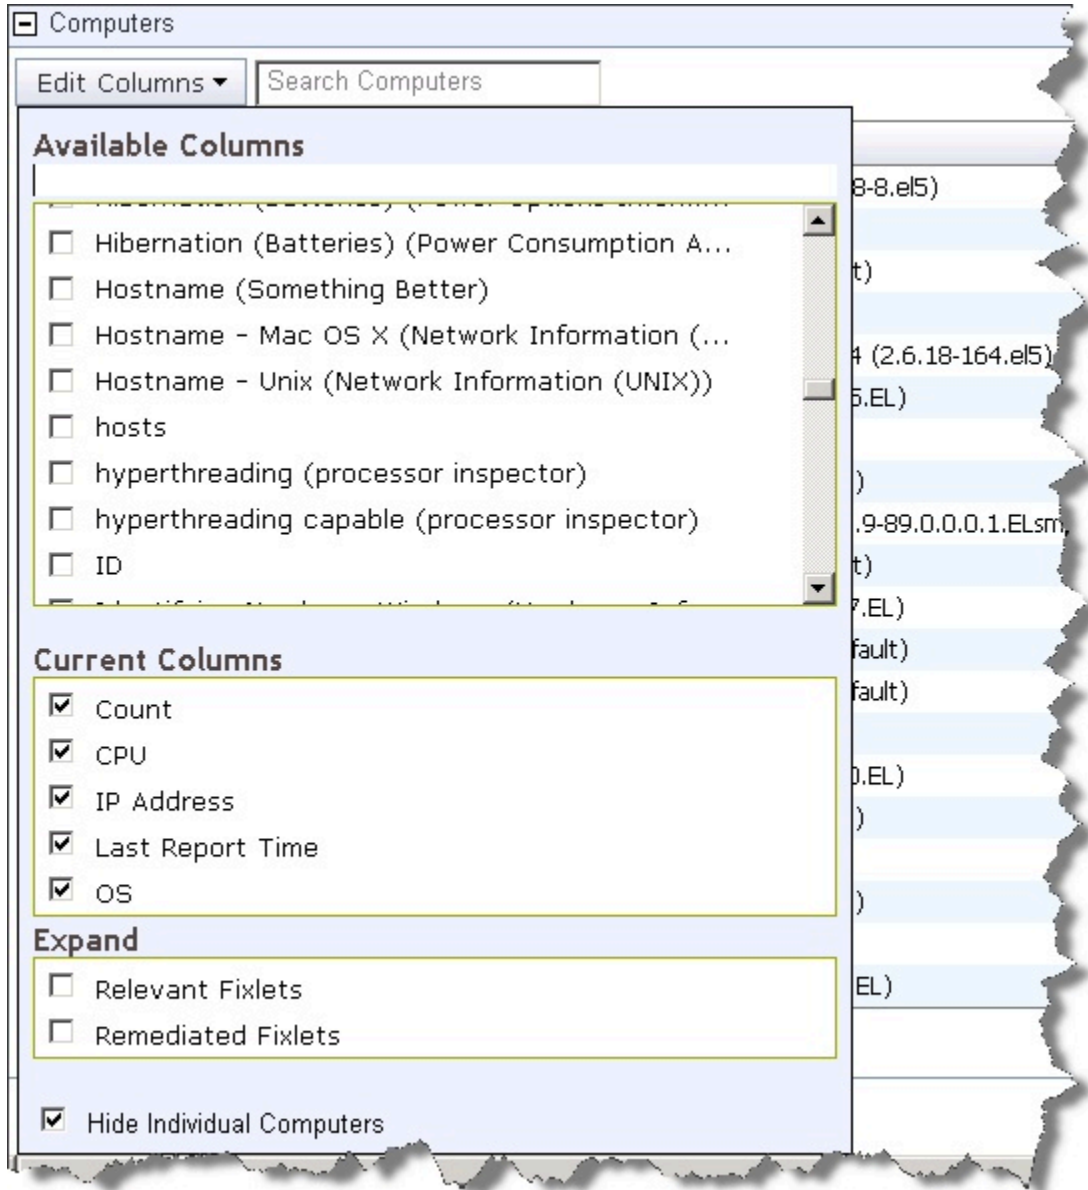 Computers
Edit Columns
Search Computers
Available Columns
Hibernation (Batteries) (Power Consumption A...
Hostname (Something Better)
Hostname - Mac OS X (Network Information (...
Hostname - Unix (Network Information (UNIX))
hosts
hyperthreading (processor inspector)
hyperthreading capable (processor inspector)
ID
Current Columns
Count
CPU
IP Address
Last Report Time
OS
Expand
Relevant Fixlets
Remediated Fixlets
Hide Individual Computers
8-8.el5)
t)
4 (2.6.18-164.el5)
.EL)
)
.9-89.0.0.0.1.ELsm
t)
.EL)
fault)
fault)
.EL)
)
)
EL)